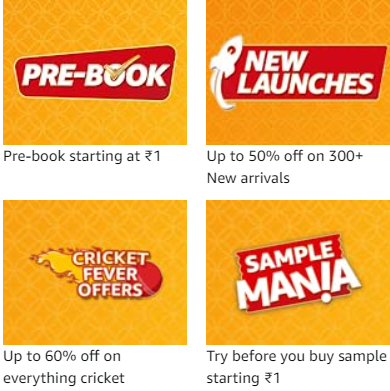 PRE-BOOK
Pre-book starting at ₹1
NEW
LAUNCHES
Up to 50% off on 300+
New arrivals
CRICKET
FEVER
OFFERS
Up to 60% off on
everything cricket
SAMPLE
MANIA
Try before you buy sample
starting ₹1